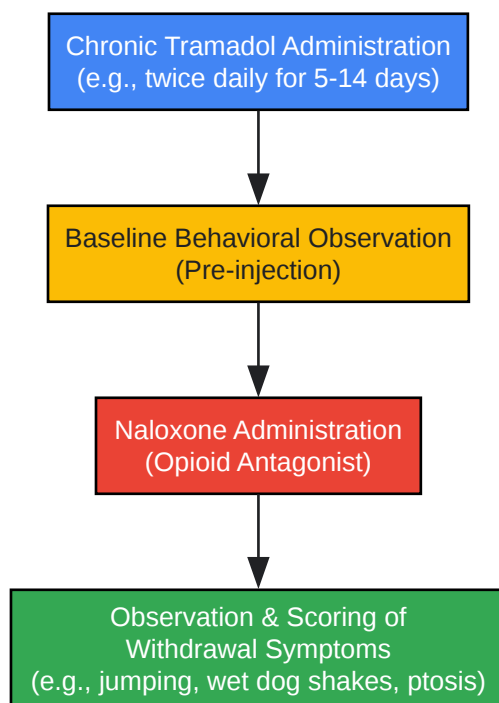 Chronic Tramadol Administration
(e.g., twice daily for 5-14 days)
Baseline Behavioral Observation
(Pre-injection)
Naloxone Administration
(Opioid Antagonist)
Observation & Scoring of
Withdrawal Symptoms
(e.g., jumping, wet dog shakes, ptosis)